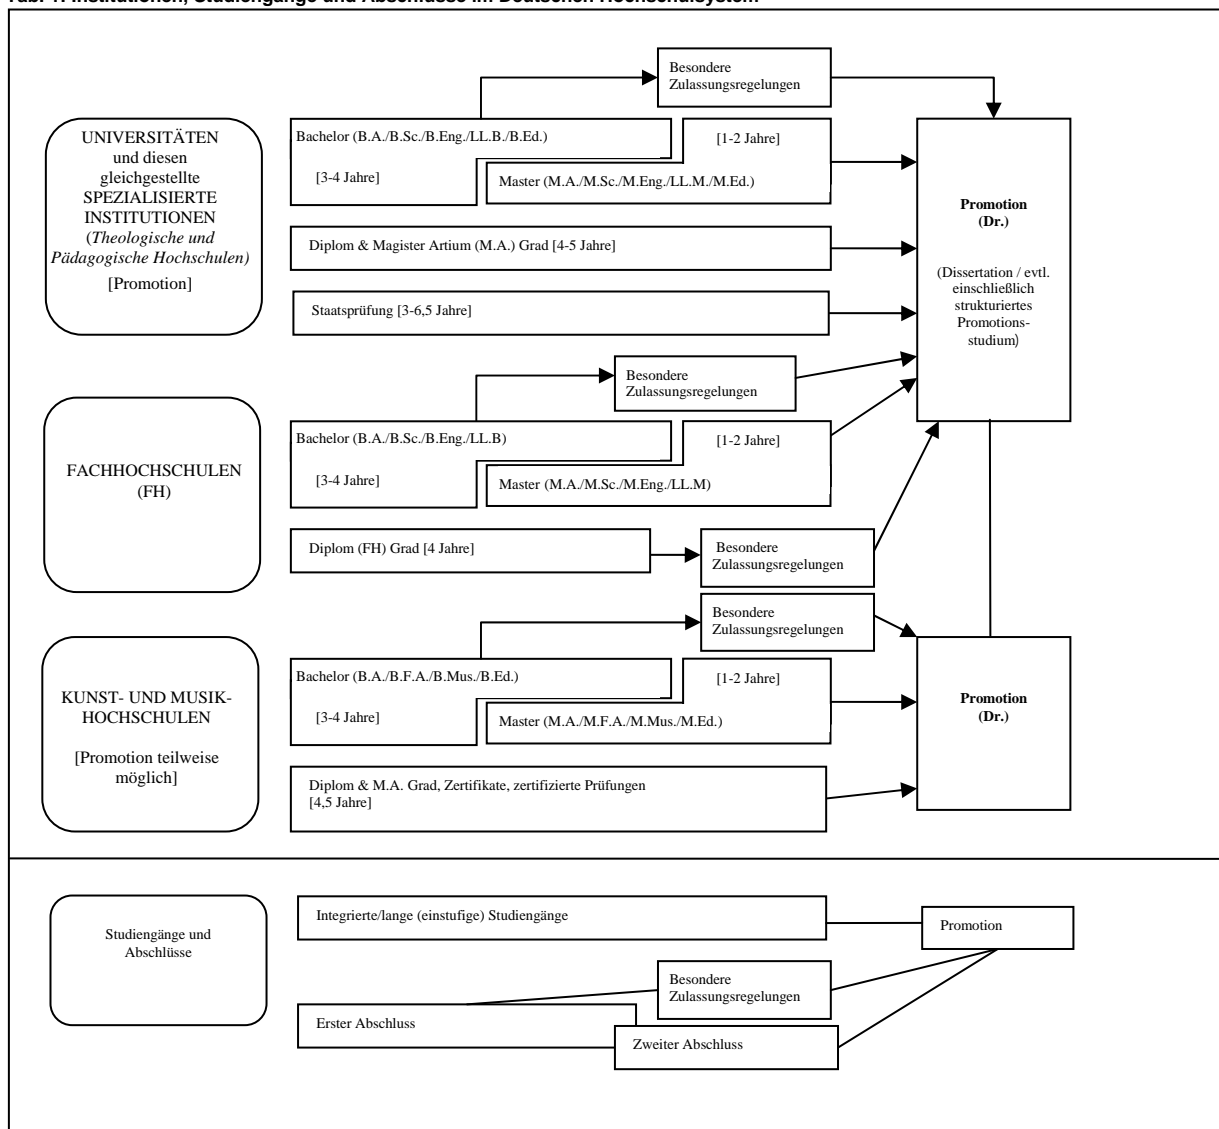 Tab. 1: Institutionen, Studiengänge und Abschlüsse im Deutschen Hochschulsystem
Besondere
Zulassungsregelungen
UNIVERSITÄTEN
und diesen
gleichgestellte
SPEZIALISIERTE
INSTITUTIONEN
(Theologische und
Pädagogische Hochschulen)
[Promotion]
Bachelor (B.A./B.Sc./B.Eng./LL.B./B.Ed.)
[3-4 Jahre]
[1-2 Jahre]
Master (M.A./M.Sc./M.Eng./LL.M./M.Ed.)
Diplom & Magister Artium (M.A.) Grad [4-5 Jahre]
Staatsprüfung [3-6,5 Jahre]
Promotion
(Dr.)
(Dissertation / evtl.
einschließlich
strukturiertes
Promotions-
studium)
Besondere
Zulassungsregelungen
FACHHOCHSCHULEN
(FH)
Bachelor (B.A./B.Sc./B.Eng./LL.B)
[3-4 Jahre]
[1-2 Jahre]
Master (M.A./M.Sc./M.Eng./LL.M)
Diplom (FH) Grad [4 Jahre]
Besondere
Zulassungsregelungen
Besondere
Zulassungsregelungen
KUNST- UND MUSIK-
HOCHSCHULEN
[Promotion teilweise
möglich]
Bachelor (B.A./B.F.A./B.Mus./B.Ed.)
[3-4 Jahre]
[1-2 Jahre]
Master (M.A./M.F.A./M.Mus./M.Ed.)
Diplom & M.A. Grad, Zertifikate, zertifizierte Prüfungen
[4,5 Jahre]
Promotion
(Dr.)
Studiengänge und
Abschlüsse
Integrierte/lange (einstufige) Studiengänge
Promotion
Besondere
Zulassungsregelungen
Erster Abschluss
Zweiter Abschluss